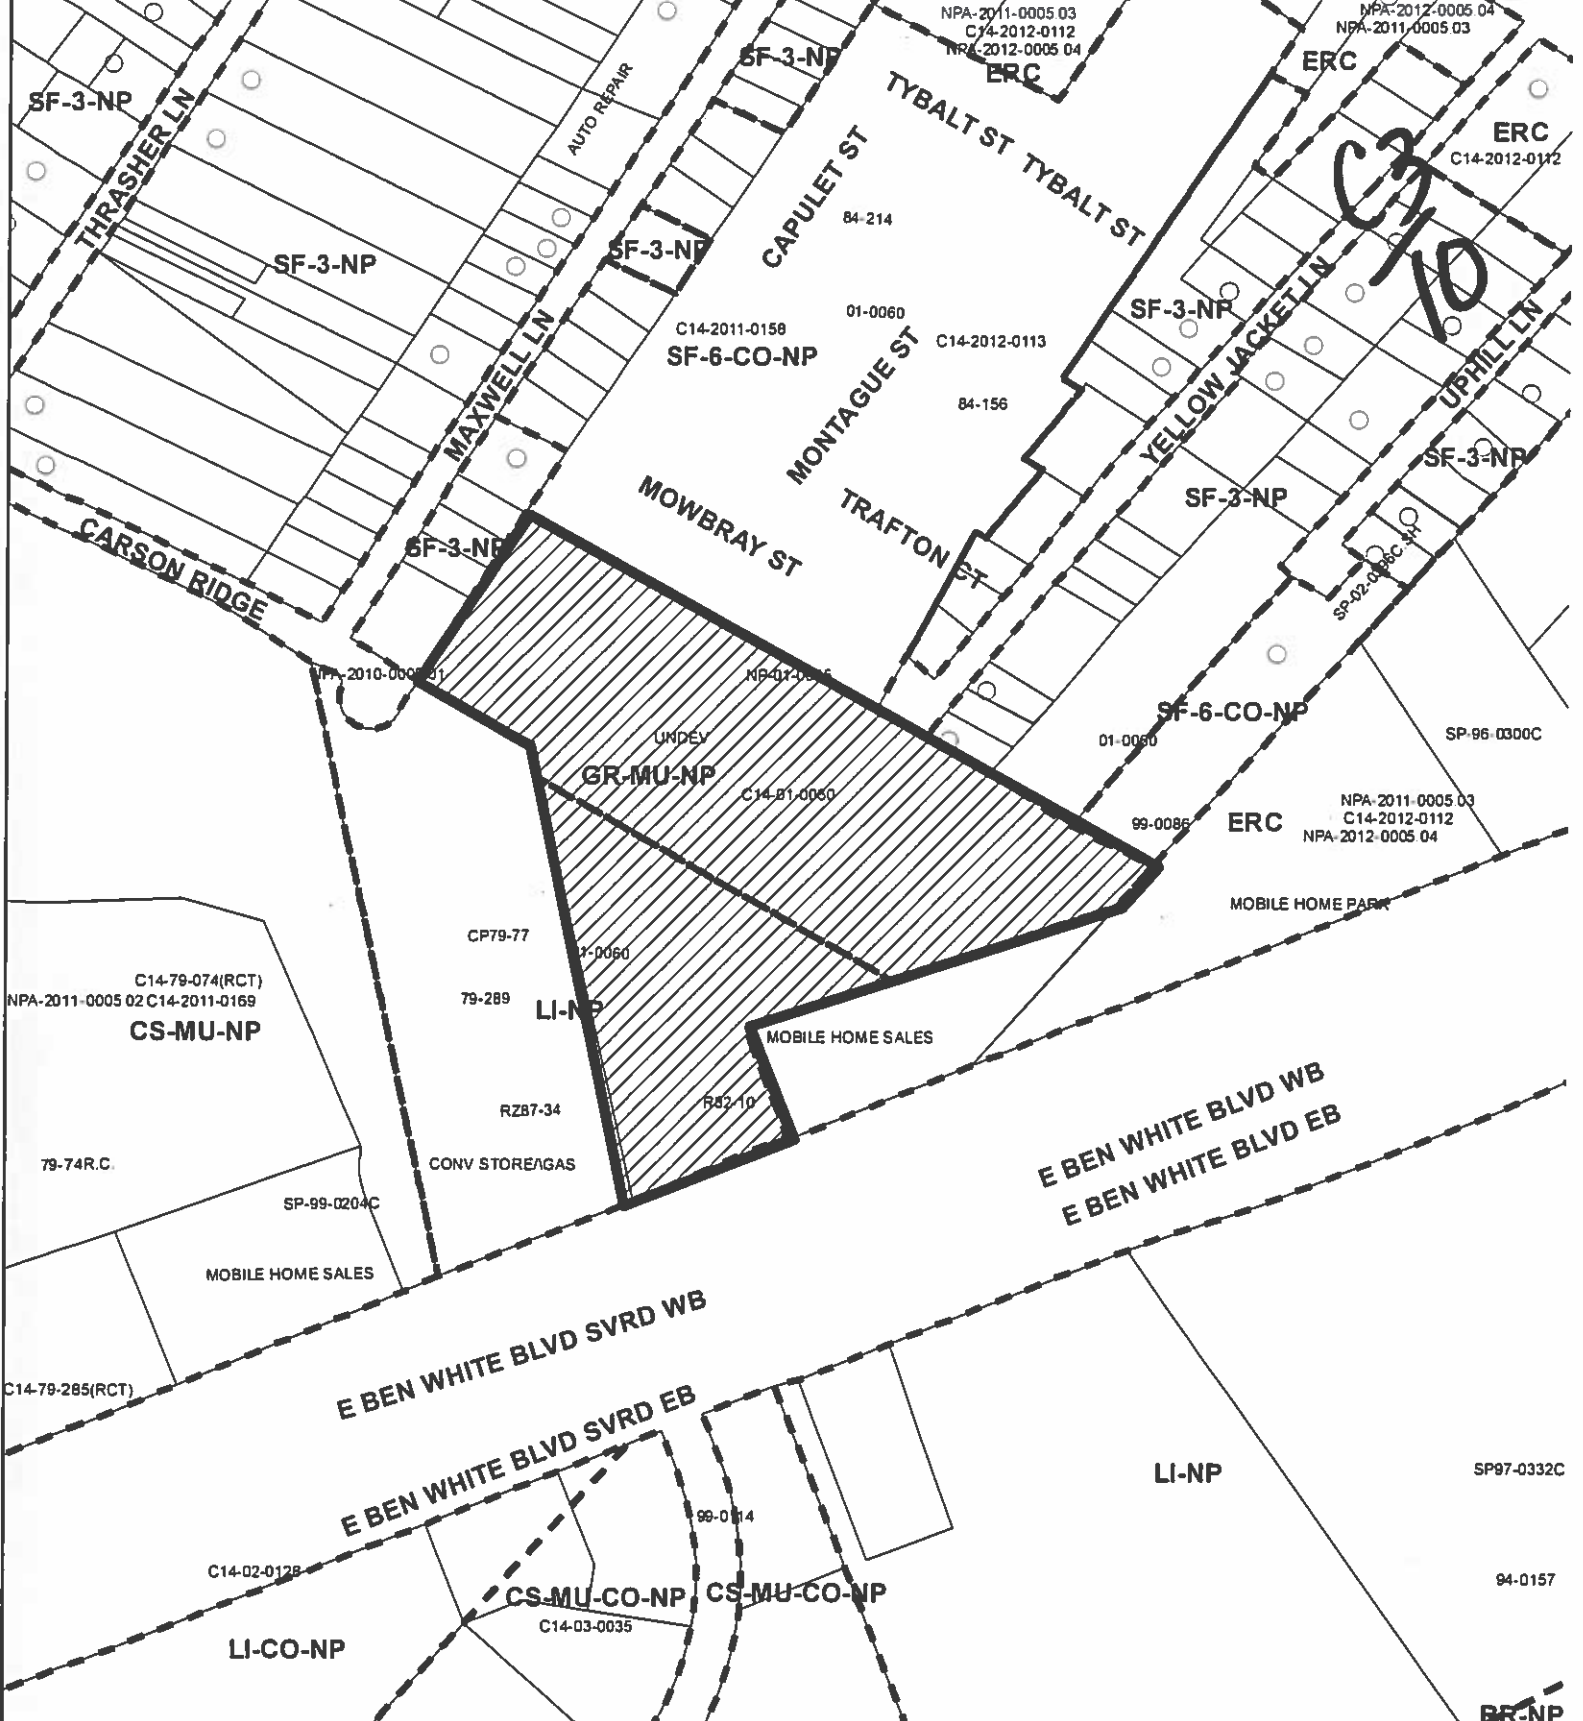 NPA-2011-0005.03
C14-2012-0112
NPA-2012-0005.04
ERC
NPA-2012-0005.04
NPA-2011-0005.03
ERC
ERC
C14-2012-0112
C3/10
SF-3-NP
SF-3-NP
THRASHER LN
AUTO REPAIR
TYBALT ST
TYBALT ST
CAPULET ST
84-214
SF-3-NP
SF-3-NP
01-0060
C14-2011-0158
SF-6-CO-NP
C14-2012-0113
MONTAGUE ST
84-156
MAXWELL LN
SF-3-NP
YELLOW JACKET LN
UPHILL LN
SF-3-NP
SF-3-NP
MOWBRAY ST
TRAFTON CT
CARSON RIDGE
SF-3-NP
UNDEV
GR-MU-NP
C14-01-0060
SF-6-CO-NP
01-0060
SP-96-0300C
99-0086
ERC
NPA-2011-0005.03
C14-2012-0112
NPA-2012-0005.04
MOBILE HOME PARK
CP79-77
1-0060
79-289
LI-NP
C14-79-074(RCT)
NPA-2011-0005 02 C14-2011-0169
CS-MU-NP
MOBILE HOME SALES
R82-10
RZ87-34
CONV STORE/GAS
79-74R.C.
SP-99-0204C
MOBILE HOME SALES
C14-79-285(RCT)
E BEN WHITE BLVD WB
E BEN WHITE BLVD EB
E BEN WHITE BLVD SVRD WB
E BEN WHITE BLVD SVRD EB
LI-NP
SP97-0332C
99-0114
C14-02-0128
CS-MU-CO-NP
CS-MU-CO-NP
C14-03-0035
94-0157
LI-CO-NP
BR-NP